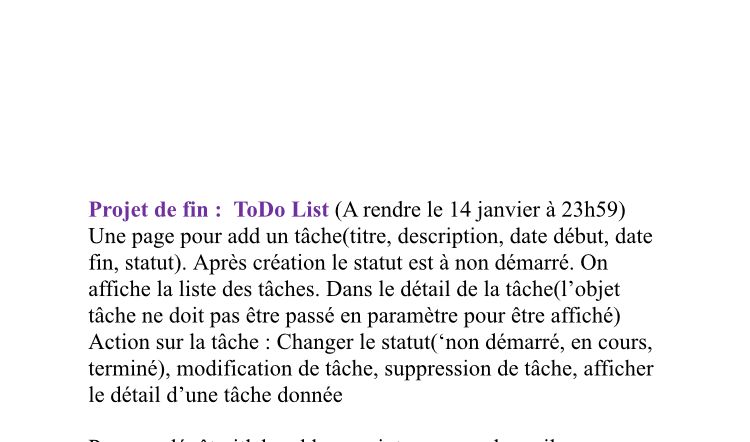 Projet de fin :  ToDo List (A rendre le 14 janvier à 23h59)
Une page pour add un tâche(titre, description, date début, date
fin, statut). Après création le statut est à non démarré. On
affiche la liste des tâches. Dans le détail de la tâche(l’objet
tâche ne doit pas être passé en paramètre pour être affiché)
Action sur la tâche : Changer le statut(‘non démarré, en cours,
terminé), modification de tâche, suppression de tâche, afficher
le détail d’une tâche donnée